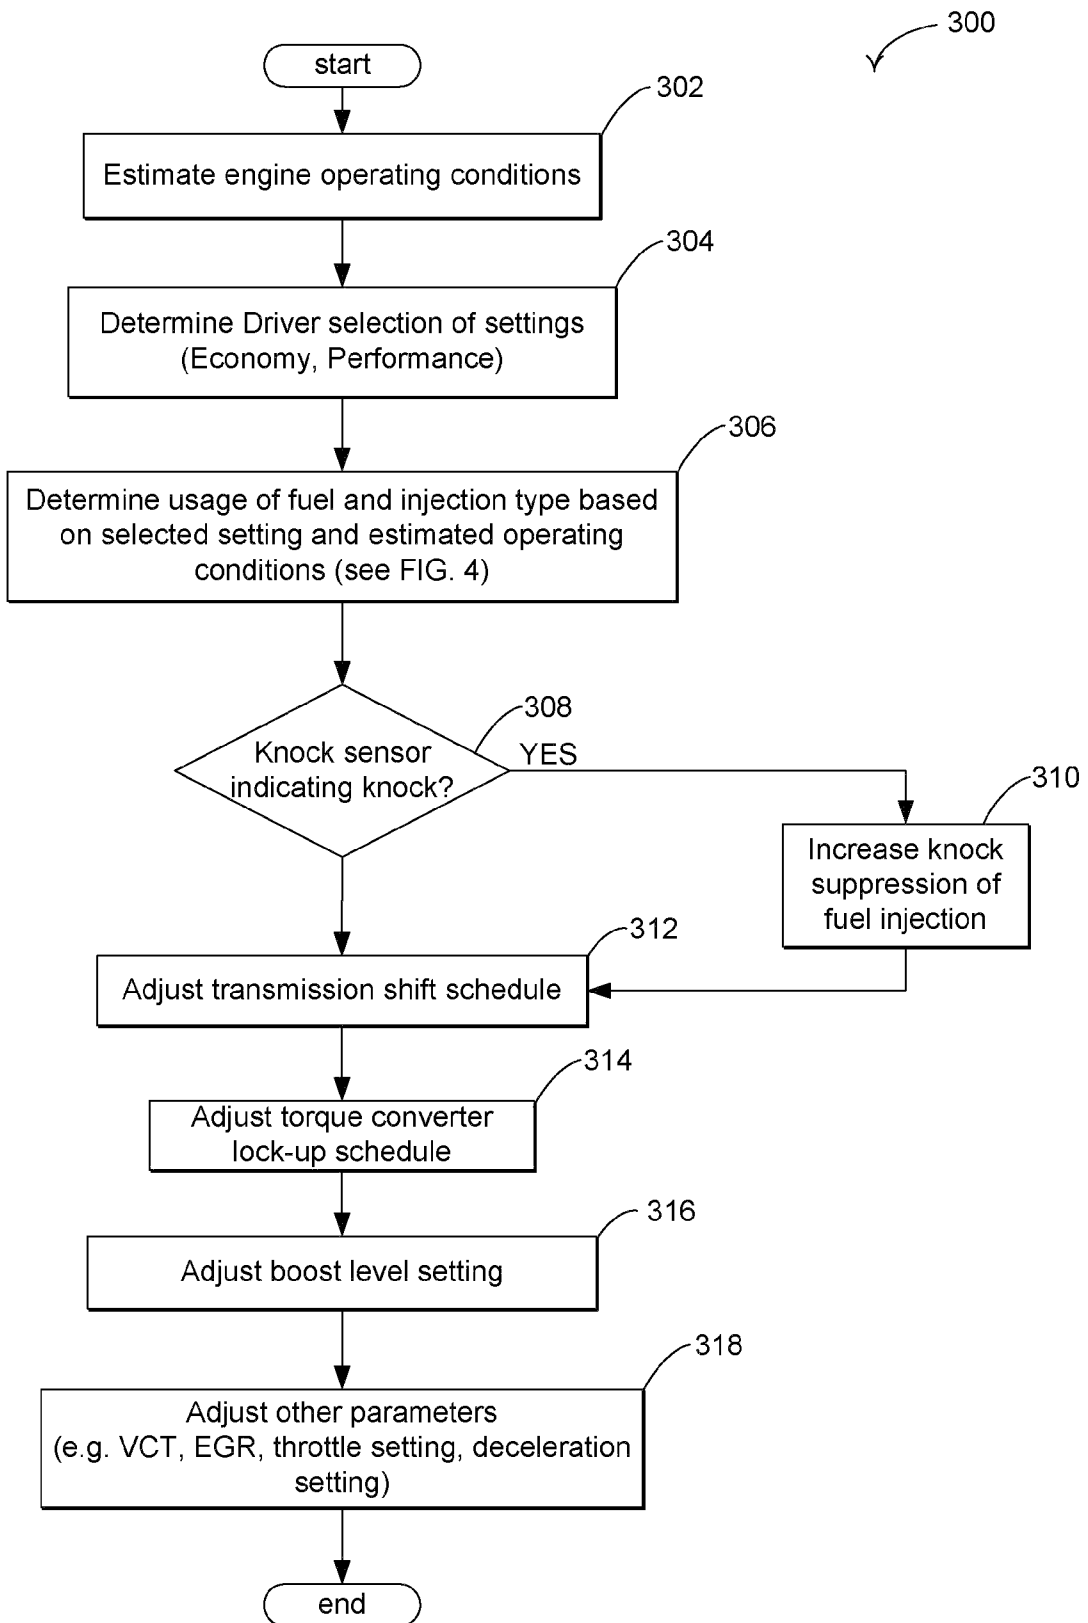 300
start
302
Estimate engine operating conditions
304
Determine Driver selection of settings
(Economy, Performance)
306
Determine usage of fuel and injection type based
on selected setting and estimated operating
conditions (see FIG. 4)
308
Knock sensor
indicating knock?
YES
310
Increase knock
suppression of
fuel injection
312
Adjust transmission shift schedule
314
Adjust torque converter
lock-up schedule
316
Adjust boost level setting
318
Adjust other parameters
(e.g. VCT, EGR, throttle setting, deceleration
setting)
end